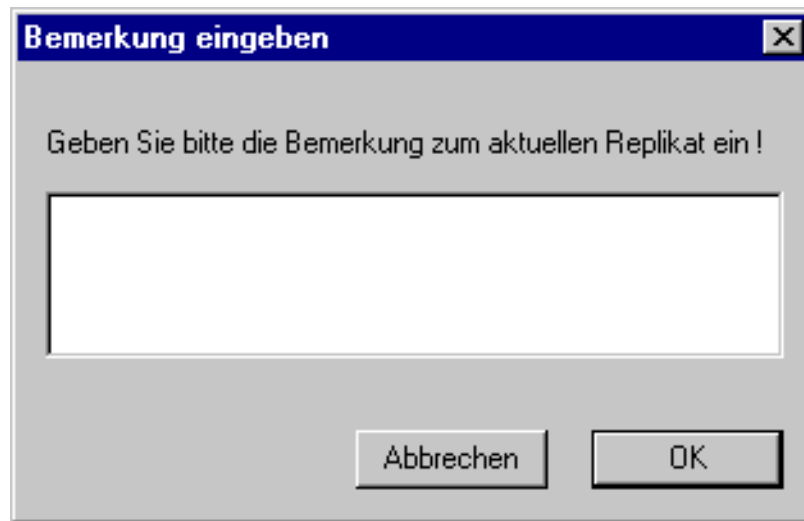 Bemerkung eingeben
Geben Sie bitte die Bemerkung zum aktuellen Replikat ein !
Abbrechen
OK